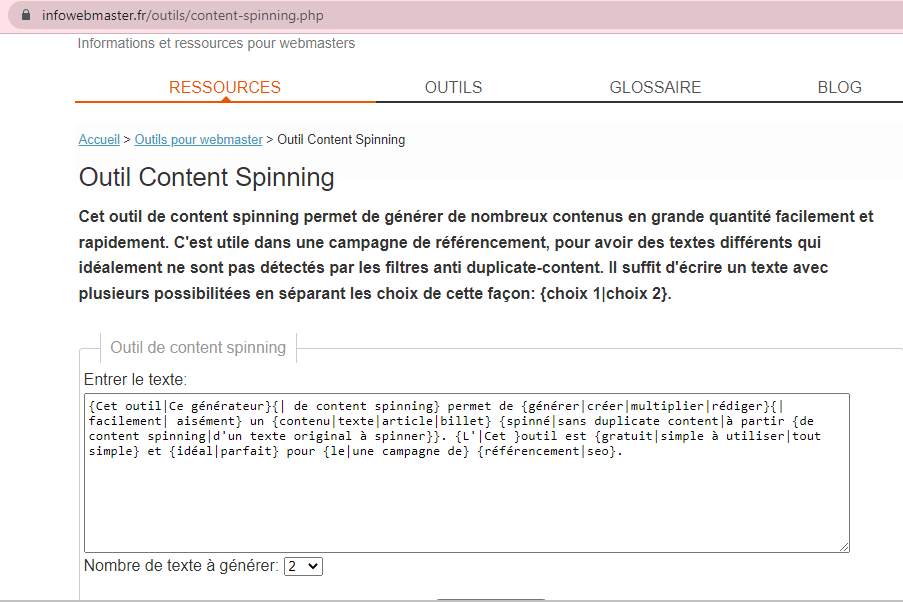 infowebmaster.fr/outils/content-spinning.php
Informations et ressources pour webmasters
RESSOURCES OUTILS GLOSSAIRE BLOG
Accueil > Outils pour webmaster > Outil Content Spinning
Outil Content Spinning
Cet outil de content spinning permet de générer de nombreux contenus en grande quantité facilement et
rapidement. C'est utile dans une campagne de référencement, pour avoir des textes différents qui
idéalement ne sont pas détectés par les filtres anti duplicate-content. Il suffit d'écrire un texte avec
plusieurs possibilitées en séparant les choix de cette façon: {choix 1|choix 2}.
Outil de content spinning
Entrer le texte:
{Cet outil|Ce générateur}{| de content spinning} permet de {générer|créer|multiplier|rédiger}{|
facilement| aisément} un {contenu|texte|article|billet} {spinné|sans duplicate content|à partir {de
content spinning|d'un texte original à spinner}}. {L'|Cet }outil est {gratuit|simple à utiliser|tout
simple} et {idéal|parfait} pour {le|une campagne de} {référencement|seo}.
Nombre de texte à générer: 2